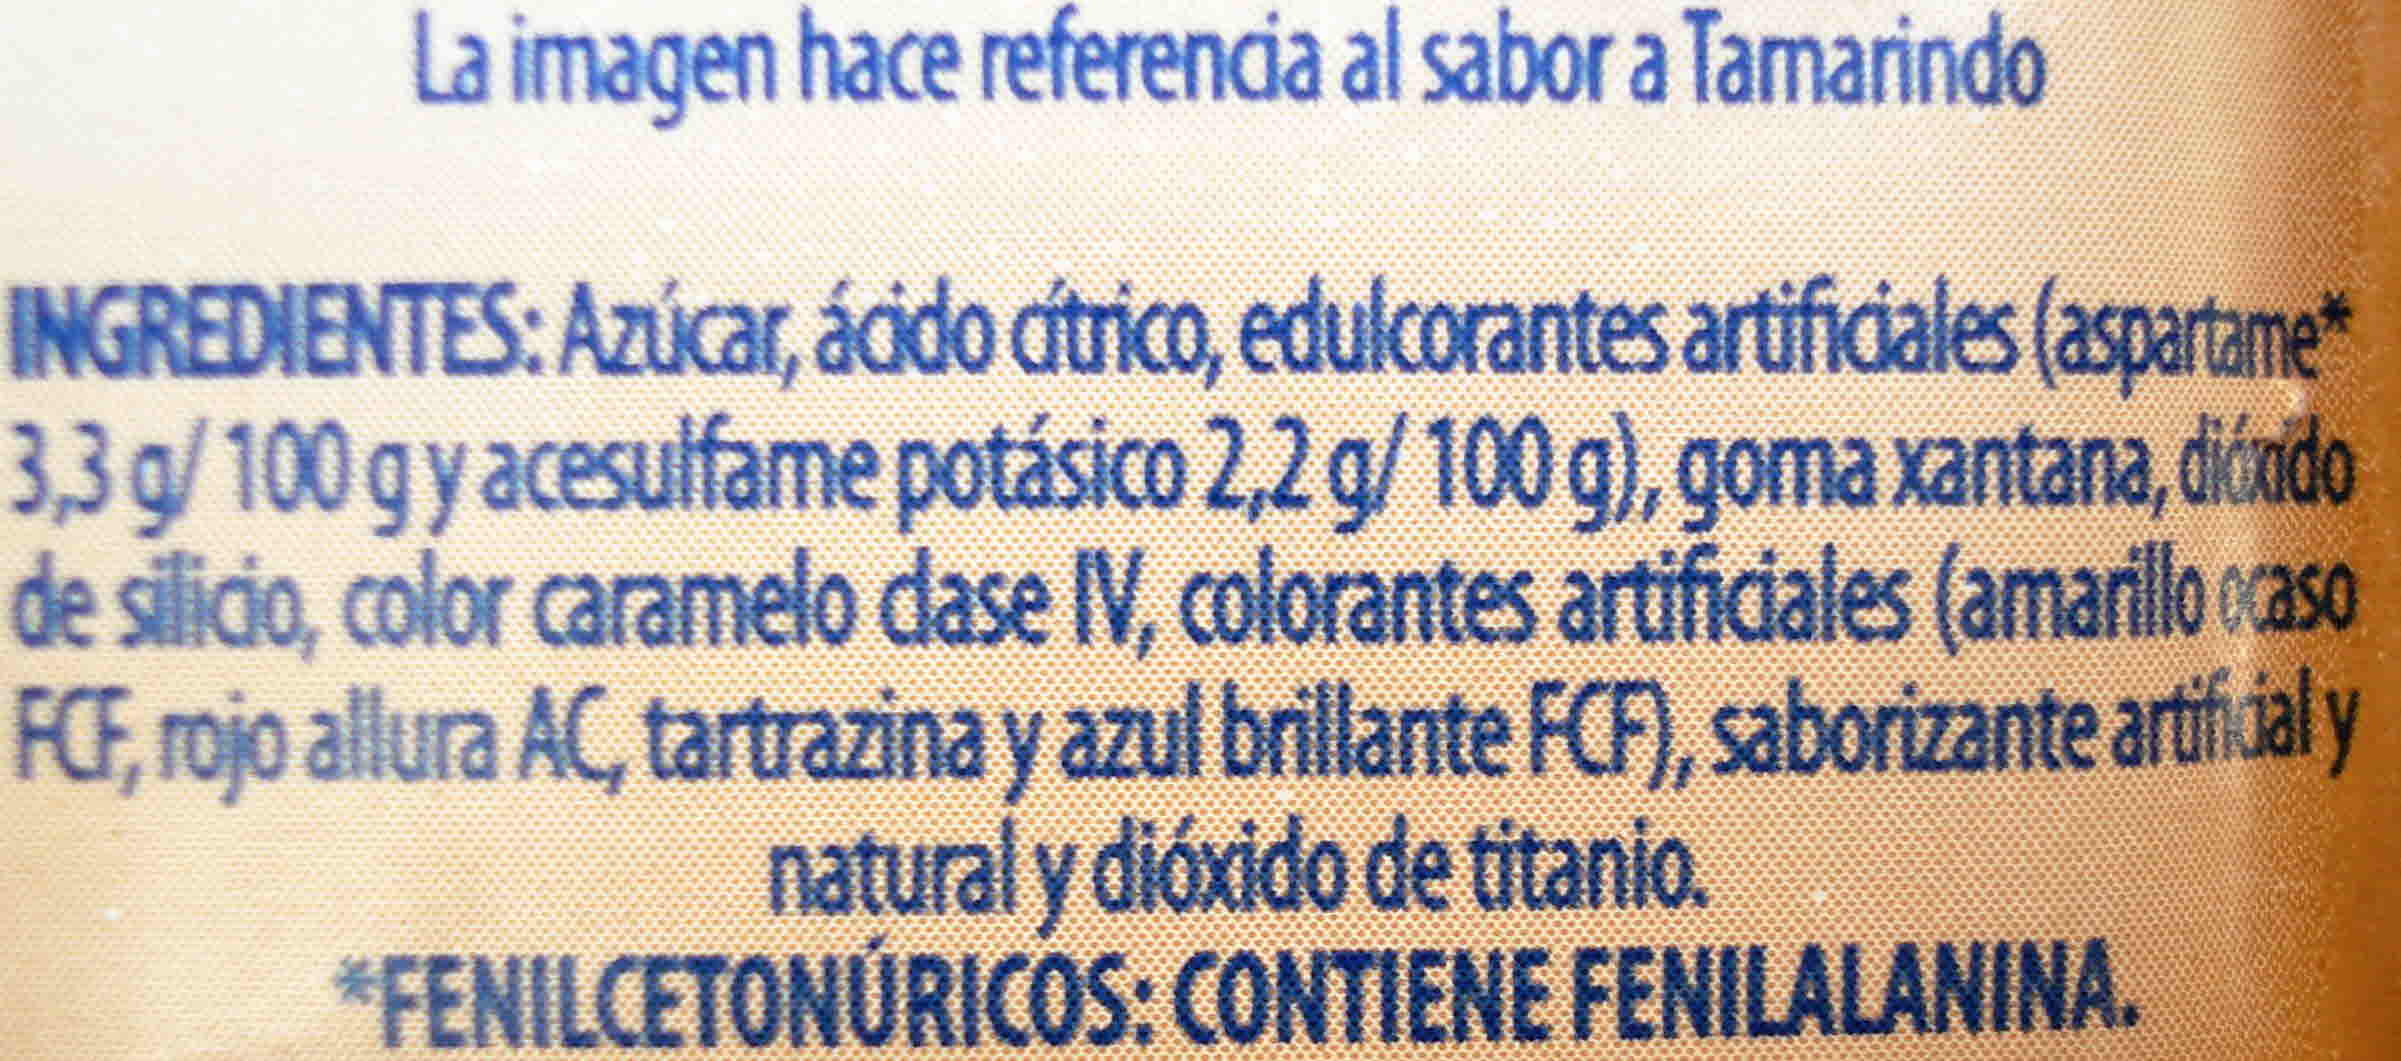 La imagen hace referencia al sabor a Tamarindo
INGREDIENTES: Azúcar, ácido cítrico, edulcorantes artificiales (aspartame*
3,3 g/ 100 g y acesulfame potásico 2,2 g/ 100 g), goma xantana, dióxido
de silicio, color caramelo clase IV, colorantes artificiales (amarillo ocaso
FCF, rojo allura AC, tartrazina y azul brillante FCF), saborizante artificial y
natural y dióxido de titanio.
*FENILCETONÚRICOS: CONTIENE FENILALANINA.